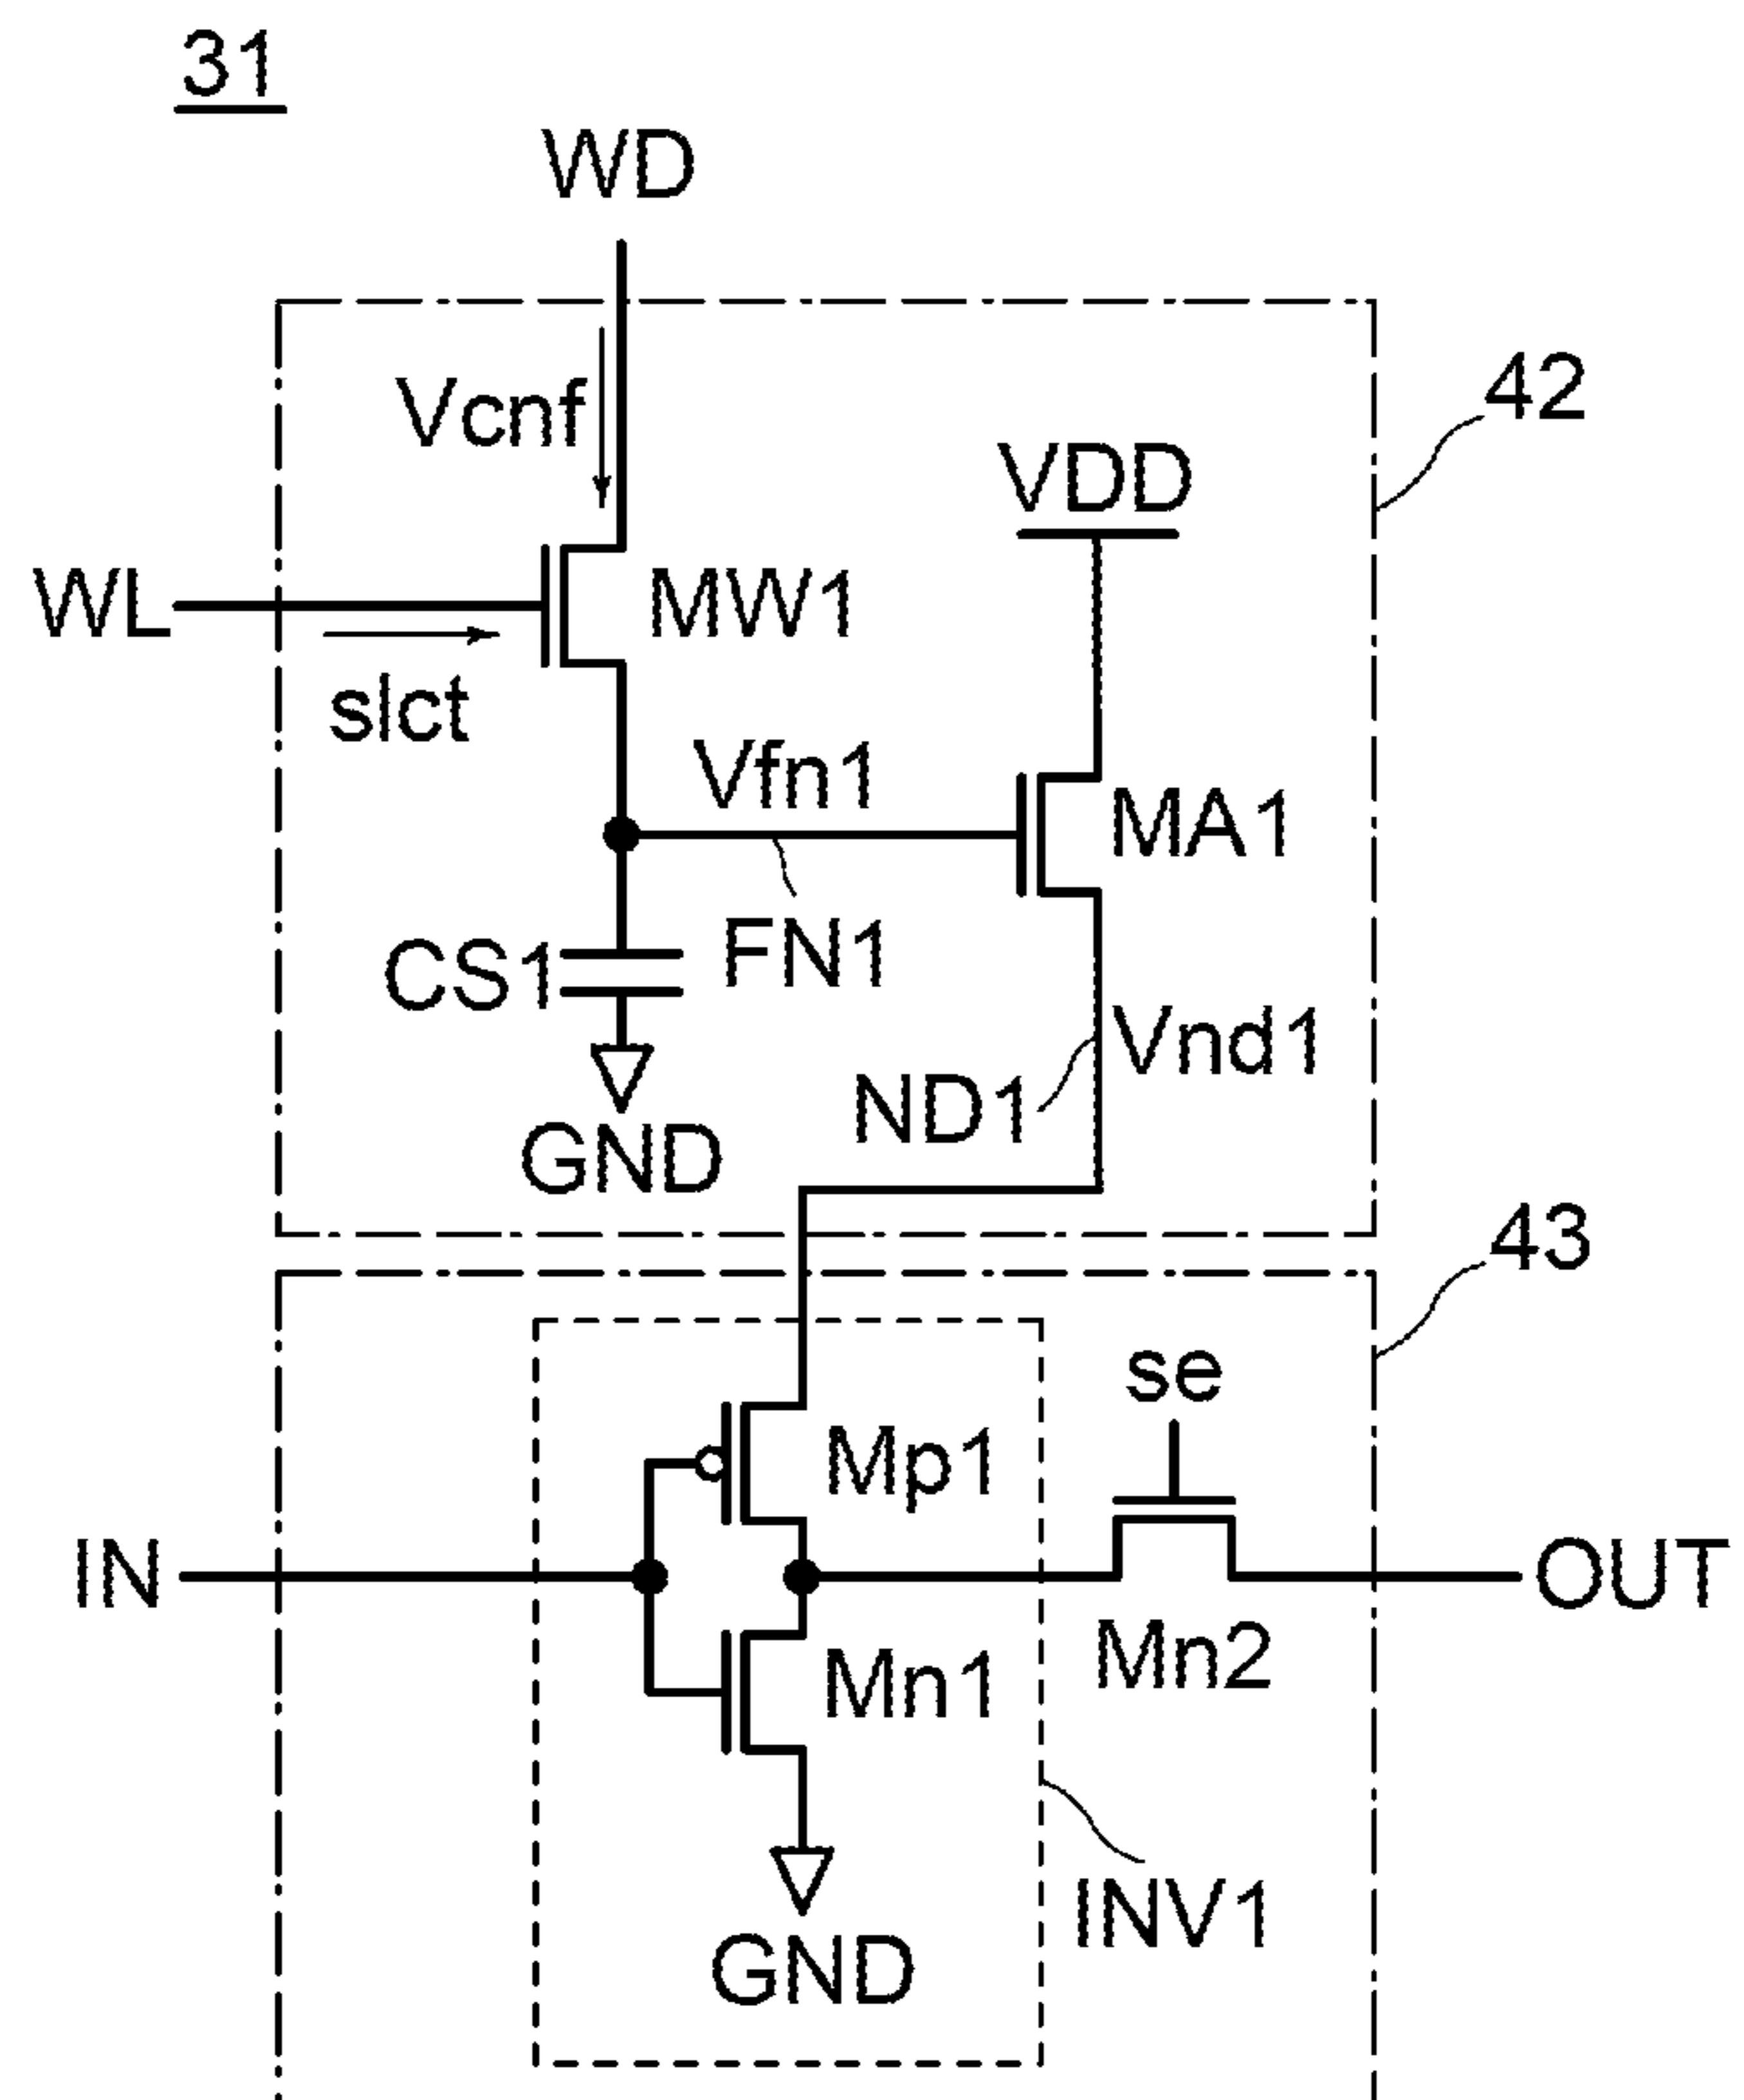 31
WD
42
Vcnf
VDD
WL
MW1
slct
Vfn1
MA1
FN1
CS1
Vnd1
ND1
GND
43
se
Mp1
IN
OUT
Mn1
Mn2
INV1
GND